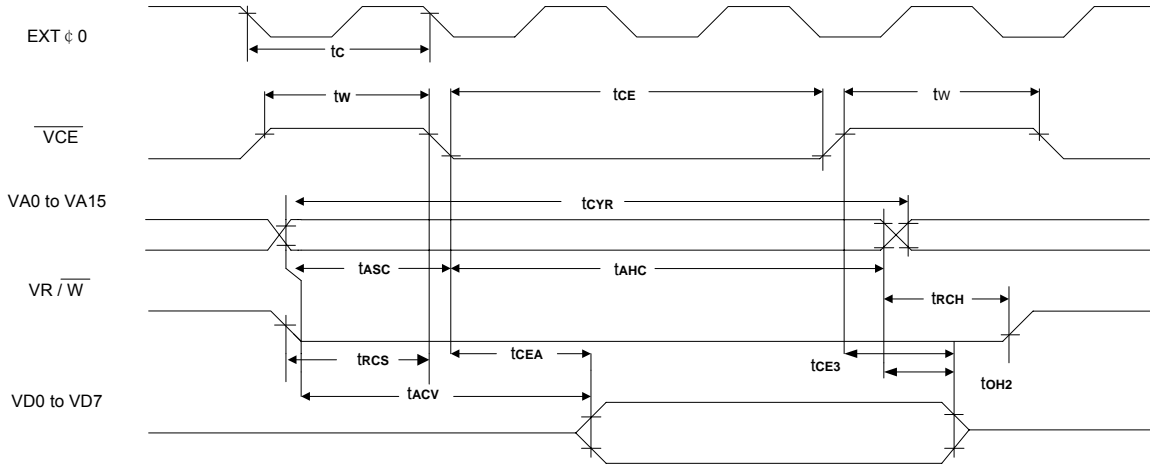 EXT ¢ 0
tC
tW
tCE
tW
VCE
VA0 to VA15
tCYR
tASC
tAHC
VR / W
tRCH
tRCS
tCEA
tCE3
tOH2
tACV
VD0 to VD7